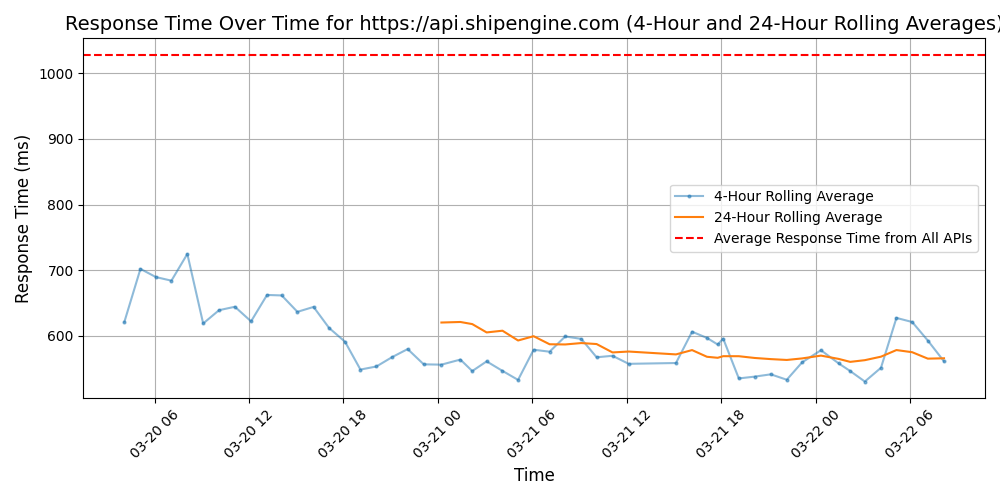 Response Time Over Time for https://api.shipengine.com (4-Hour and 24-Hour Rolling Averages)
Response Time (ms)
1000
900
800
700
600
4-Hour Rolling Average
24-Hour Rolling Average
Average Response Time from All APIs
03-20 06
03-20 12
03-20 18
03-21 00
03-21 06
03-21 12
03-21 18
03-22 00
03-22 06
Time